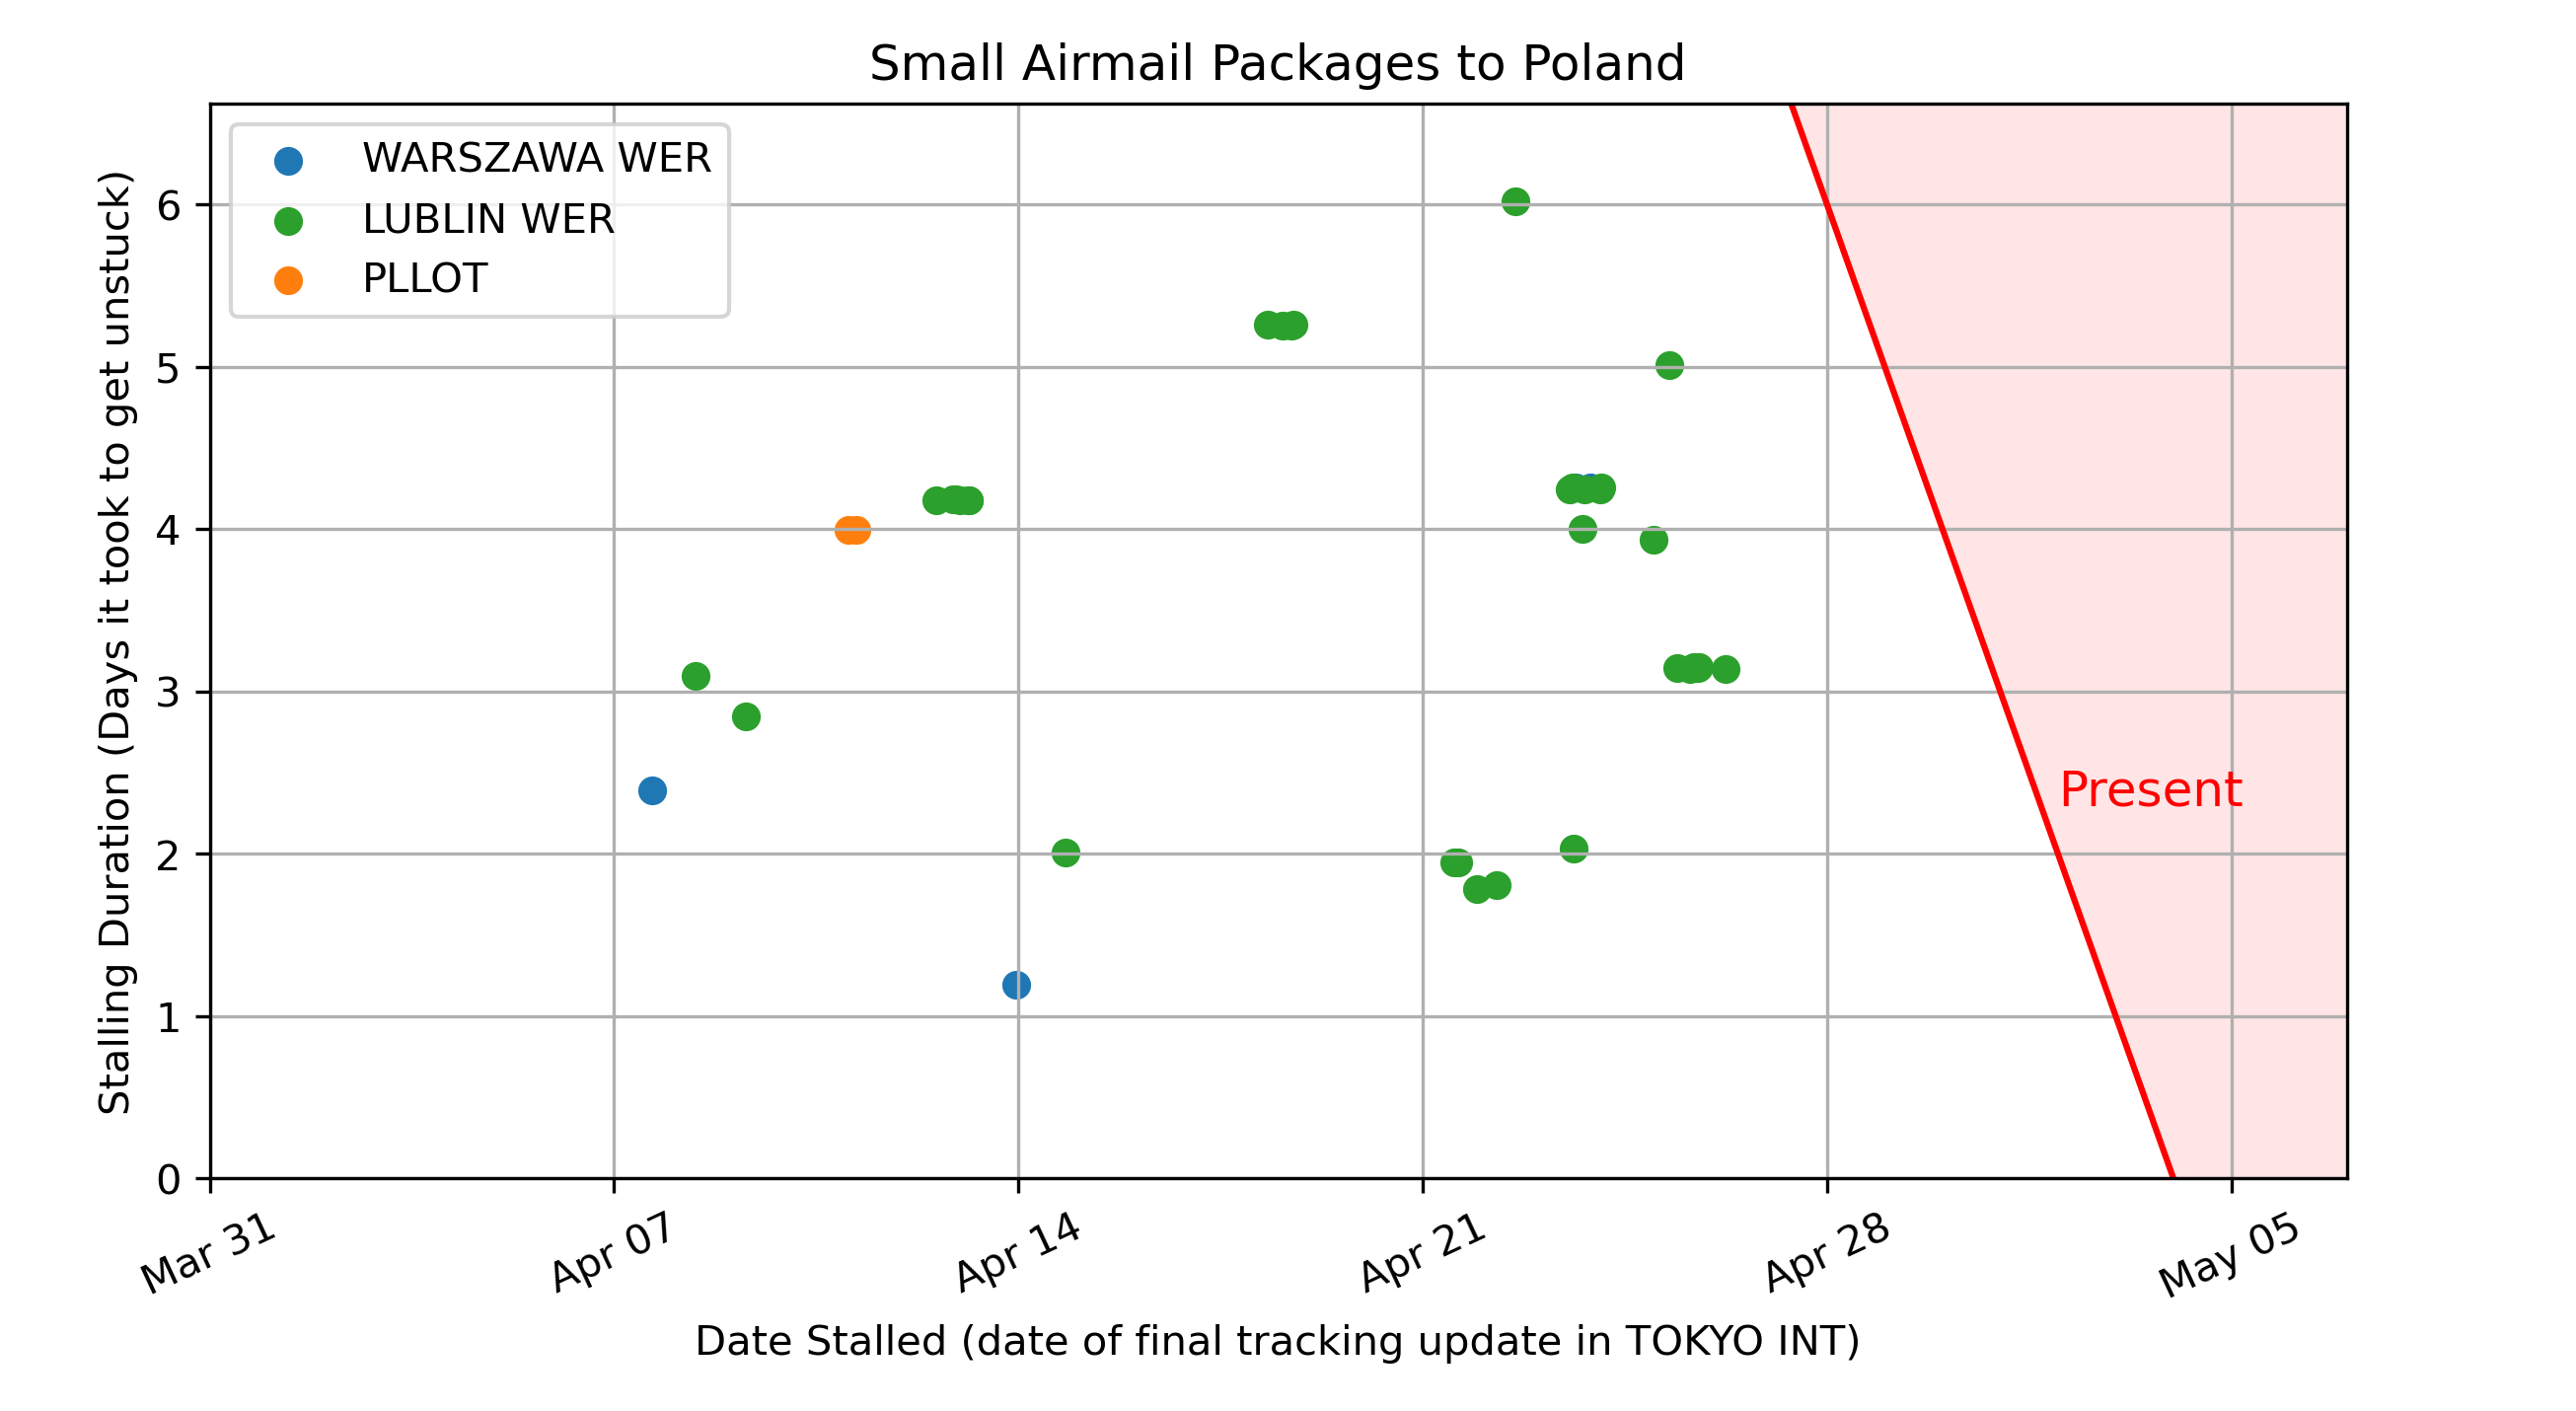 Small Airmail Packages to Poland
WARSZAWA WER
LUBLIN WER
PLLOT
Stalling Duration (Days it took to get unstuck)
6
5
4
3
2
1
0
Present
Mar 31
Apr 07
Apr 14
Apr 21
Apr 28
May 05
Date Stalled (date of final tracking update in TOKYO INT)